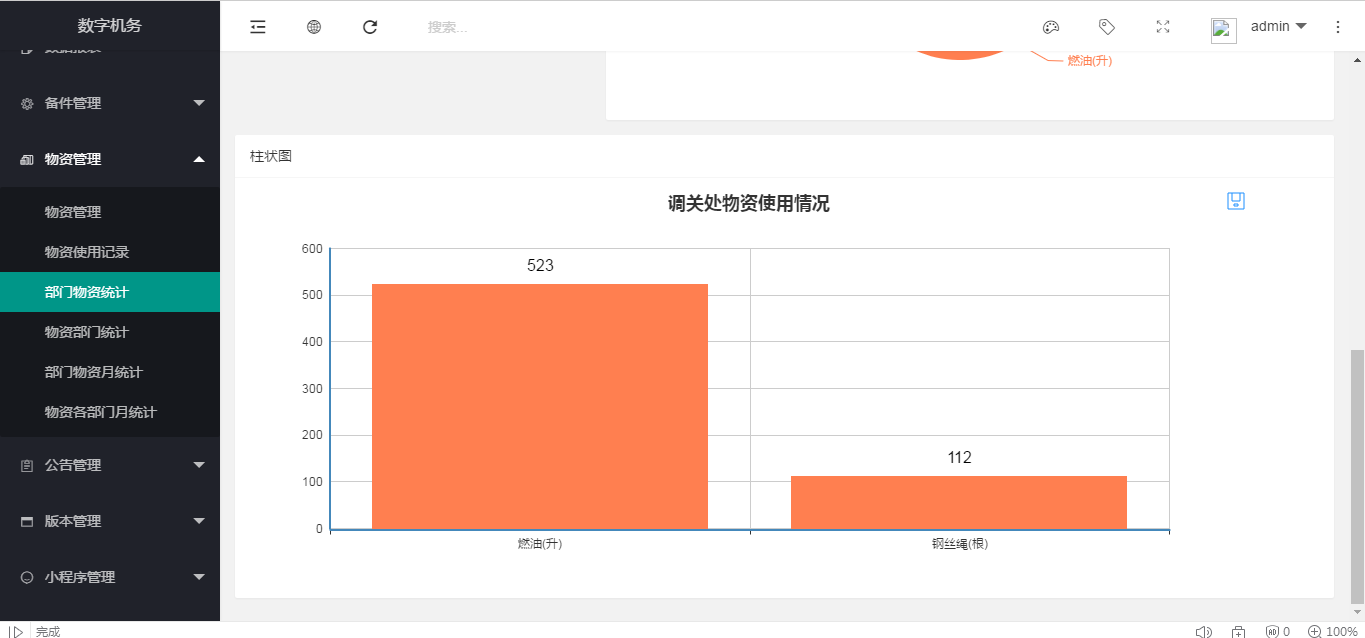 数字机务
搜索...
admin
数据报表
燃油(升)
备件管理
物资管理
物资管理
物资使用记录
部门物资统计
物资部门统计
部门物资月统计
物资各部门月统计
公告管理
版本管理
小程序管理
柱状图
调关处物资使用情况
600
500
400
300
200
100
0
523
112
燃油(升)
钢丝绳(根)
完成
0
100%